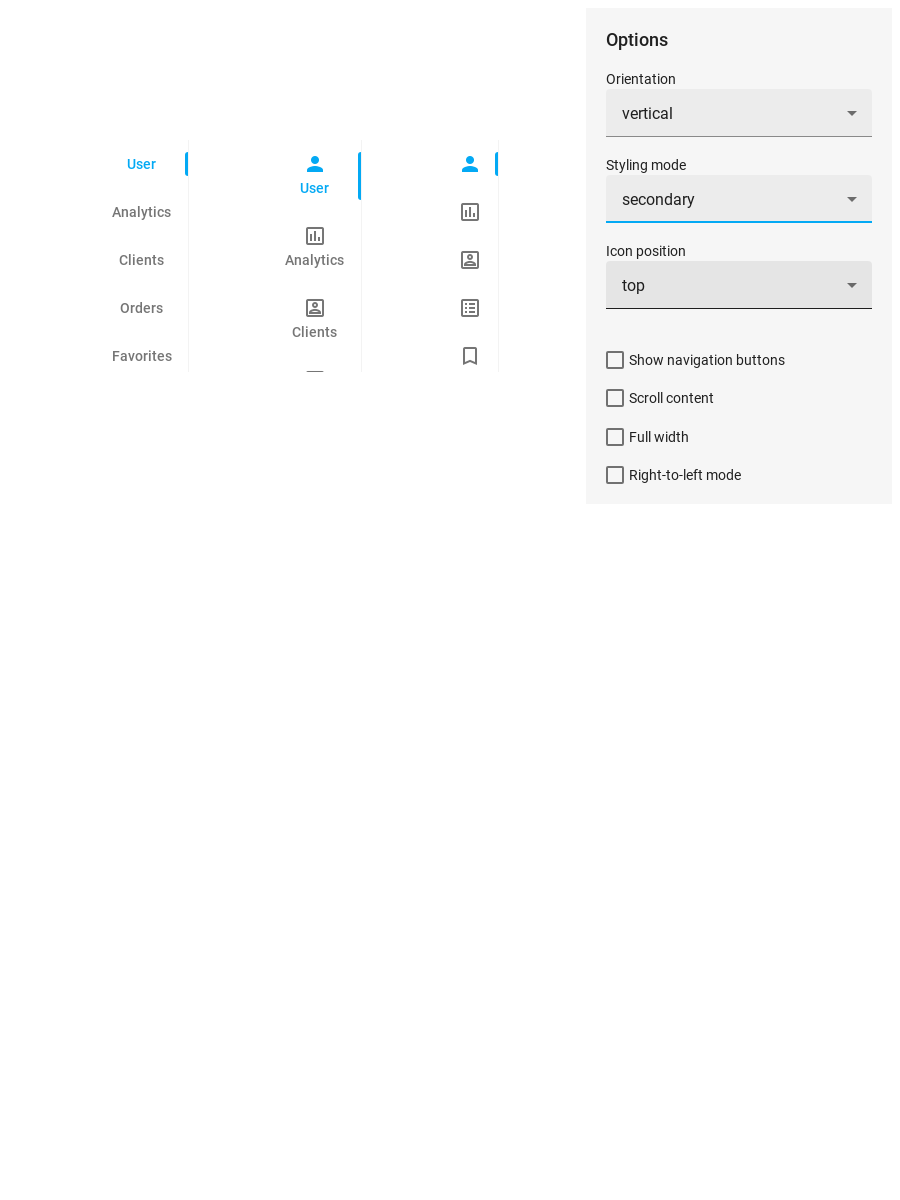 User
Analytics
Clients
Orders
Favorites
User
Analytics
Clients
Options
Orientation
vertical
Styling mode
secondary
Icon position
top
Show navigation buttons
Scroll content
Full width
Right-to-left mode